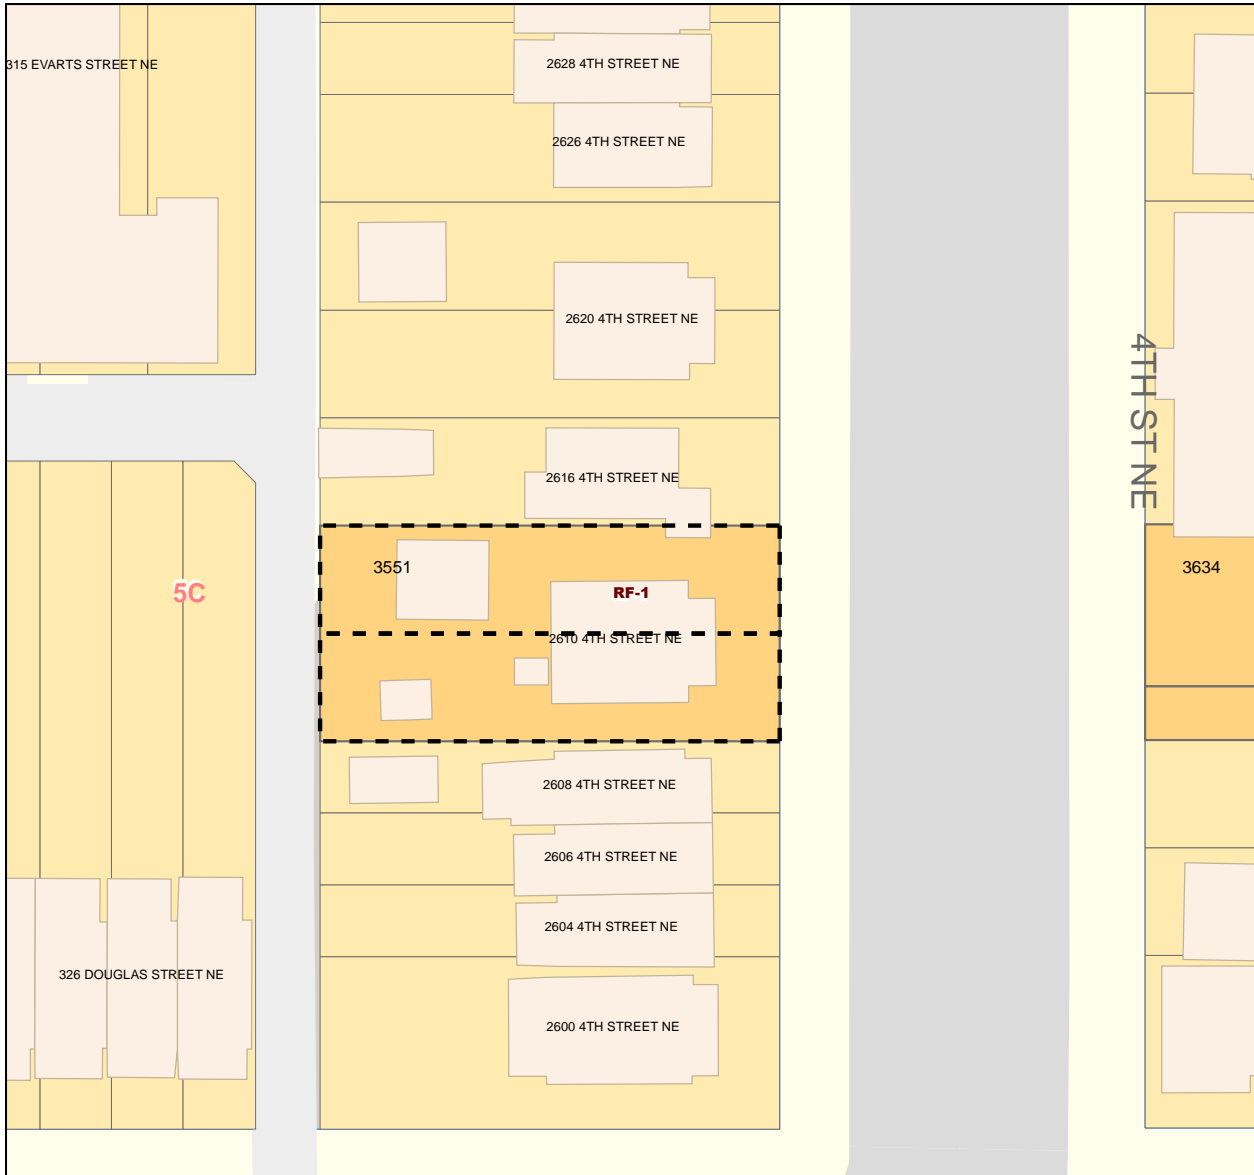 315 EVARTS STREET NE
2628 4TH STREET NE
2626 4TH STREET NE
2620 4TH STREET NE
4TH ST NE
2616 4TH STREET NE
3551
3634
5C
RF-1
2610 4TH STREET NE
2608 4TH STREET NE
2606 4TH STREET NE
2604 4TH STREET NE
326 DOUGLAS STREET NE
2600 4TH STREET NE